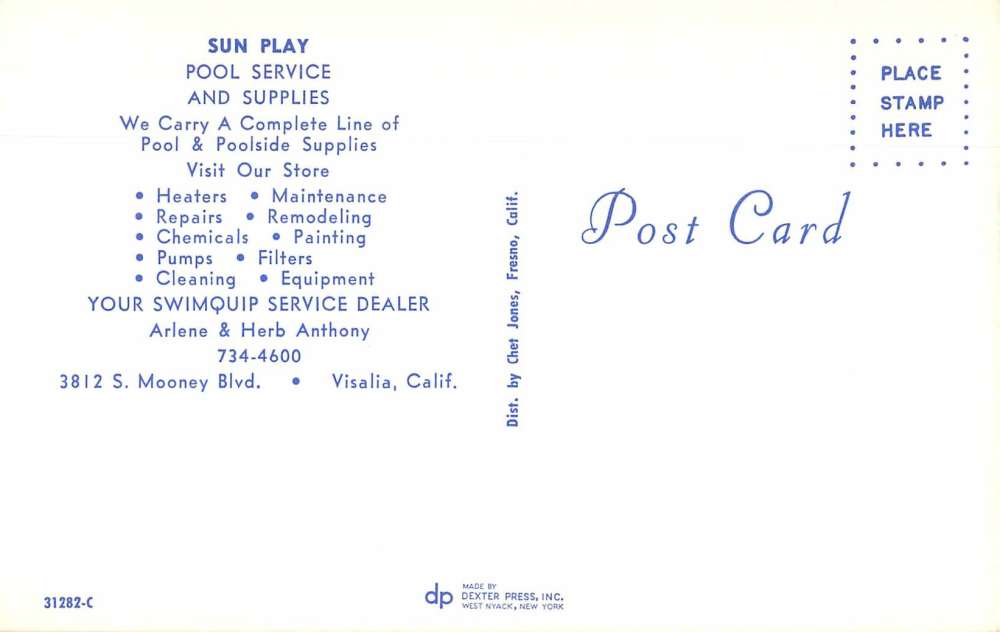 SUN PLAY
POOL SERVICE
AND SUPPLIES
We Carry A Complete Line of
Pool & Poolside Supplies
Visit Our Store
• Heaters • Maintenance
• Repairs • Remodeling
• Chemicals • Painting
• Pumps • Filters
• Cleaning • Equipment
YOUR SWIMQUIP SERVICE DEALER
Arlene & Herb Anthony
734-4600
3812 S. Mooney Blvd. • Visalia, Calif.
31282-C
Dist. by Chet Jones, Fresno, Calif.
dp
MADE BY
DEXTER PRESS, INC.
WEST NYACK, NEW YORK
Post Card
PLACE
STAMP
HERE